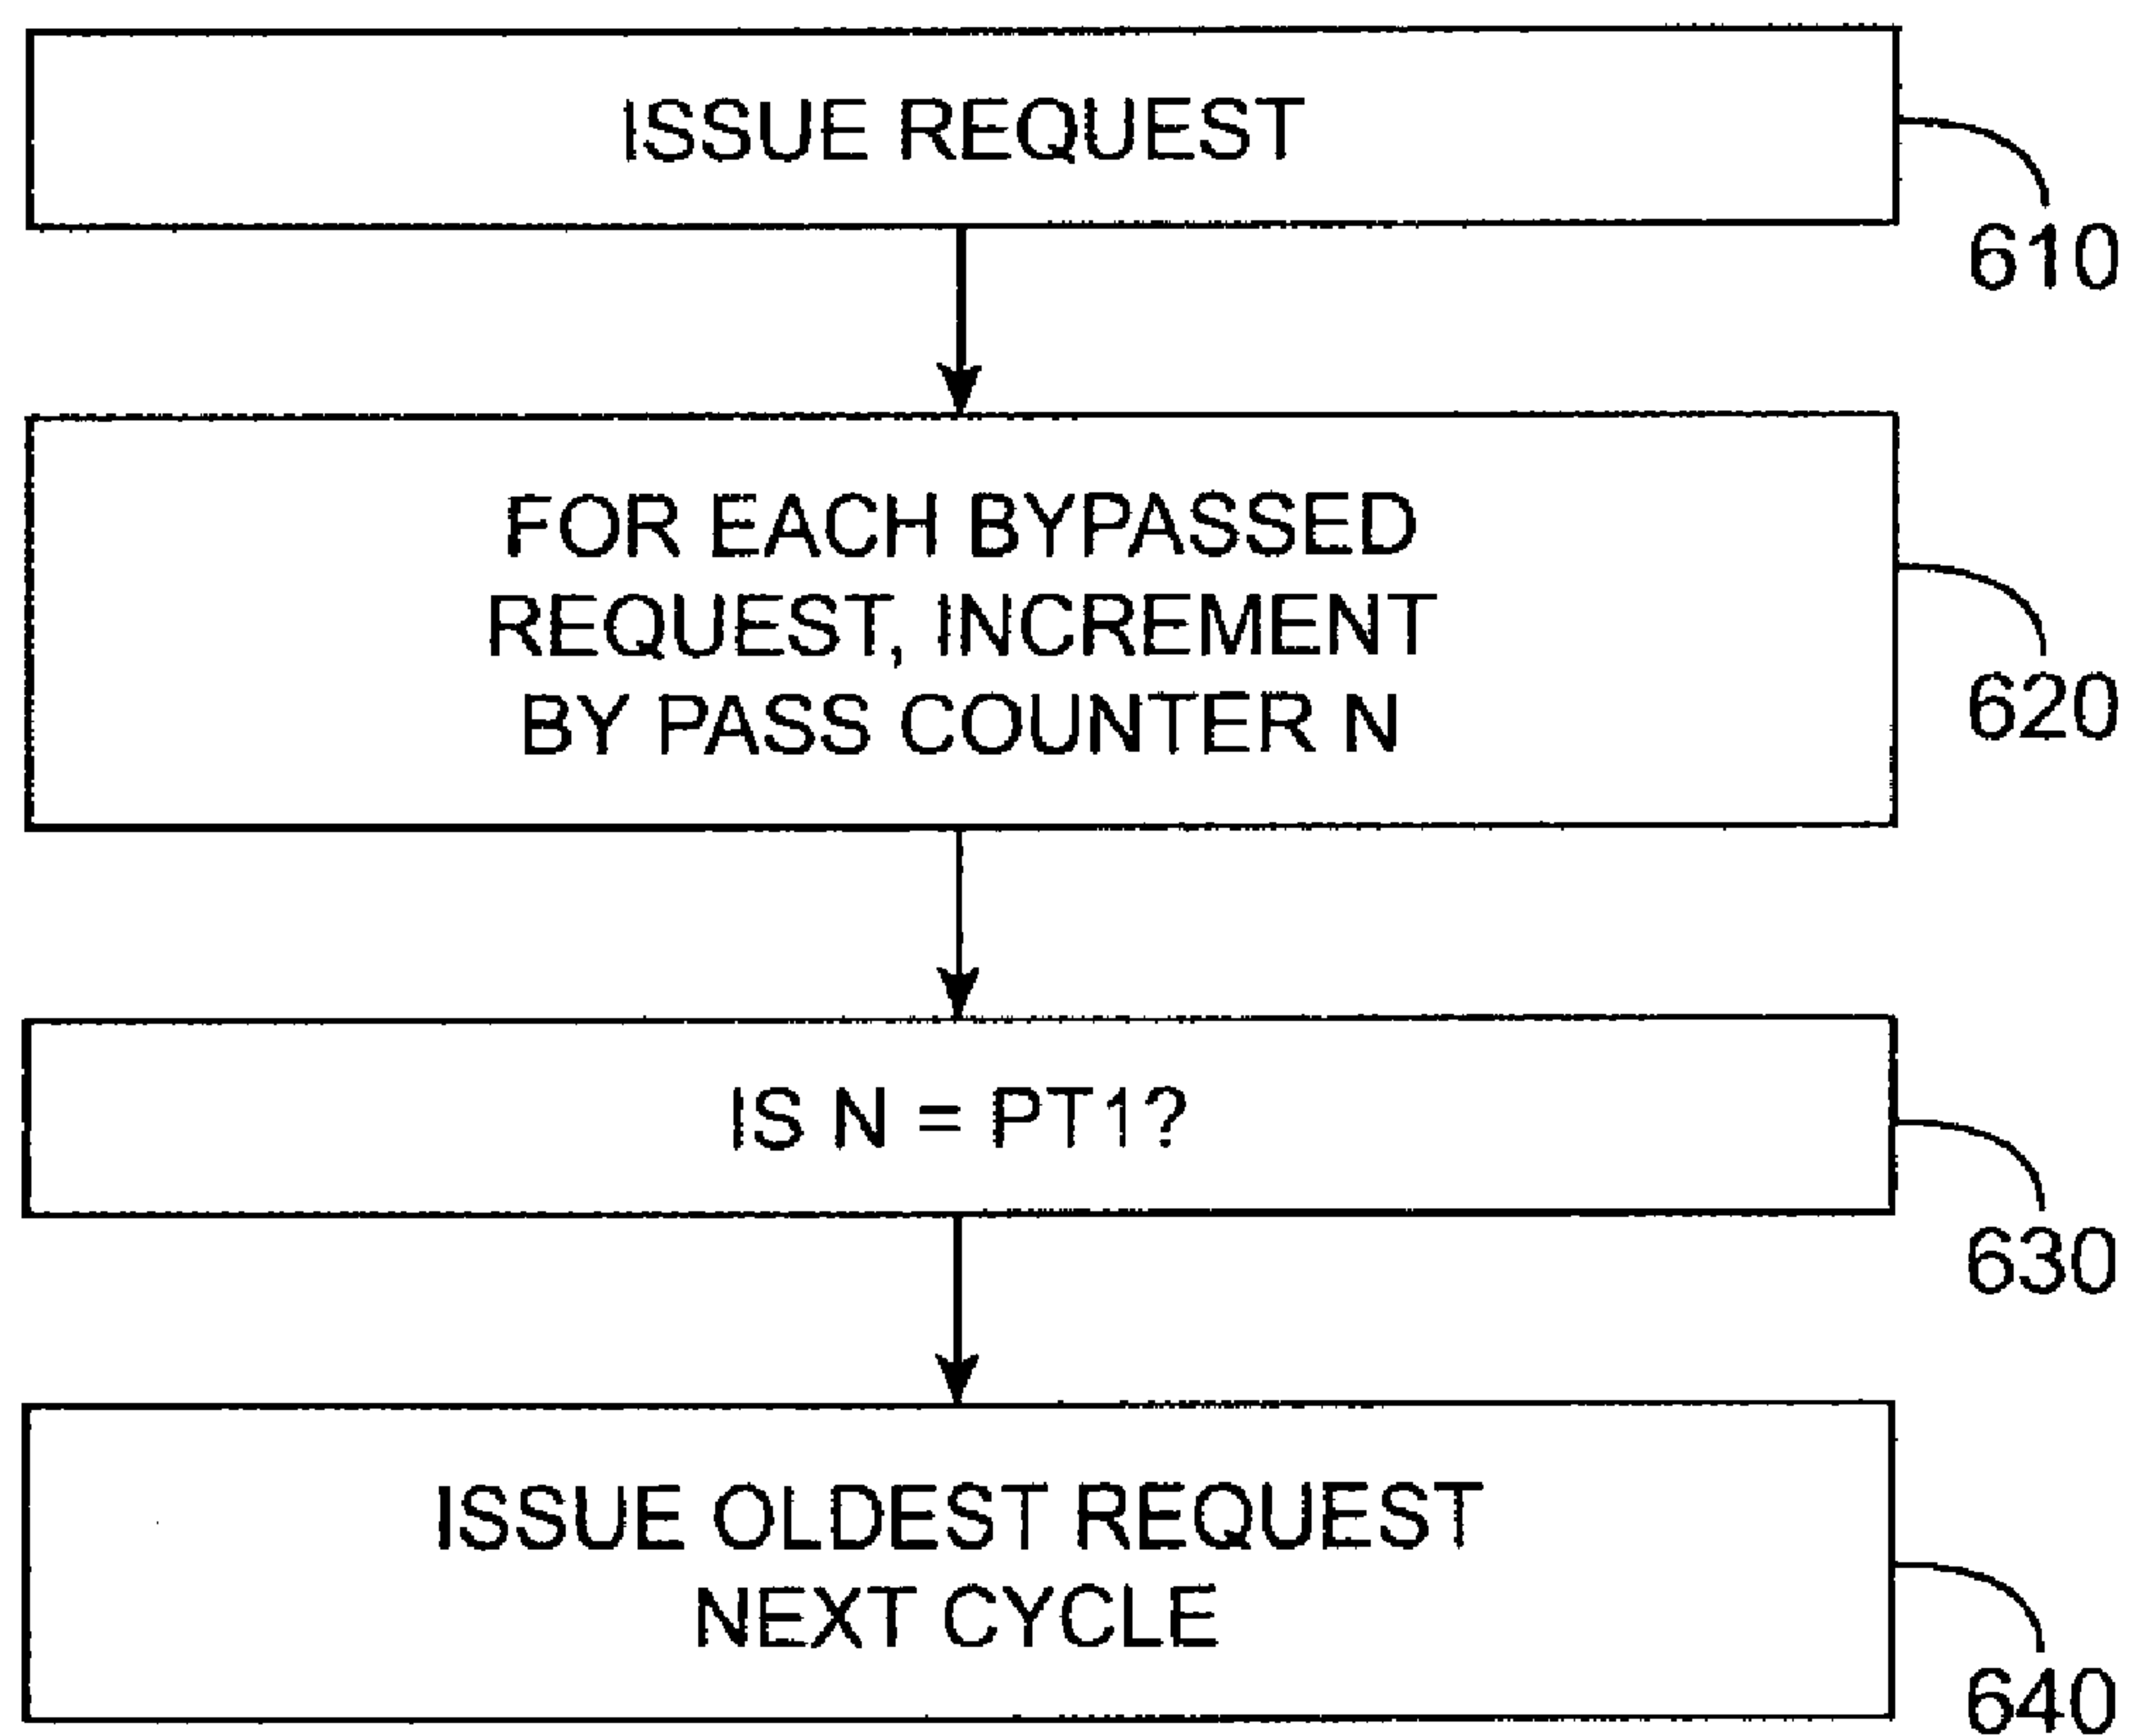 ISSUE REQUEST
610
FOR EACH BYPASSED
REQUEST, INCREMENT
BY PASS COUNTER N
620
IS N = PT1?
630
ISSUE OLDEST REQUEST
NEXT CYCLE
640